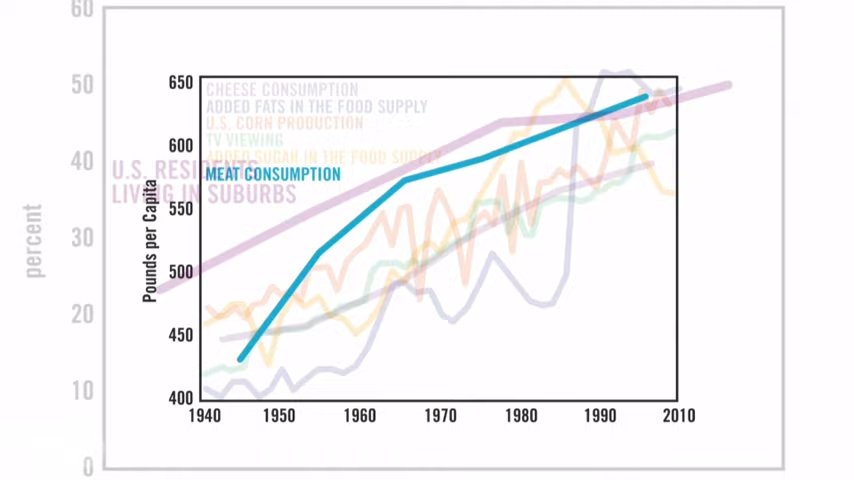 60
50
40
30
20
10
0
percent
U.S. RESIDENTS
LIVING IN SUBURBS
650
600
550
500
450
400
Pounds per Capita
CHEESE CONSUMPTION
ADDED FATS IN THE FOOD SUPPLY
U.S. CORN PRODUCTION
TV VIEWING
ADDED SUGAR IN THE FOOD SUPPLY
MEAT CONSUMPTION
1940 1950 1960 1970 1980 1990 2010